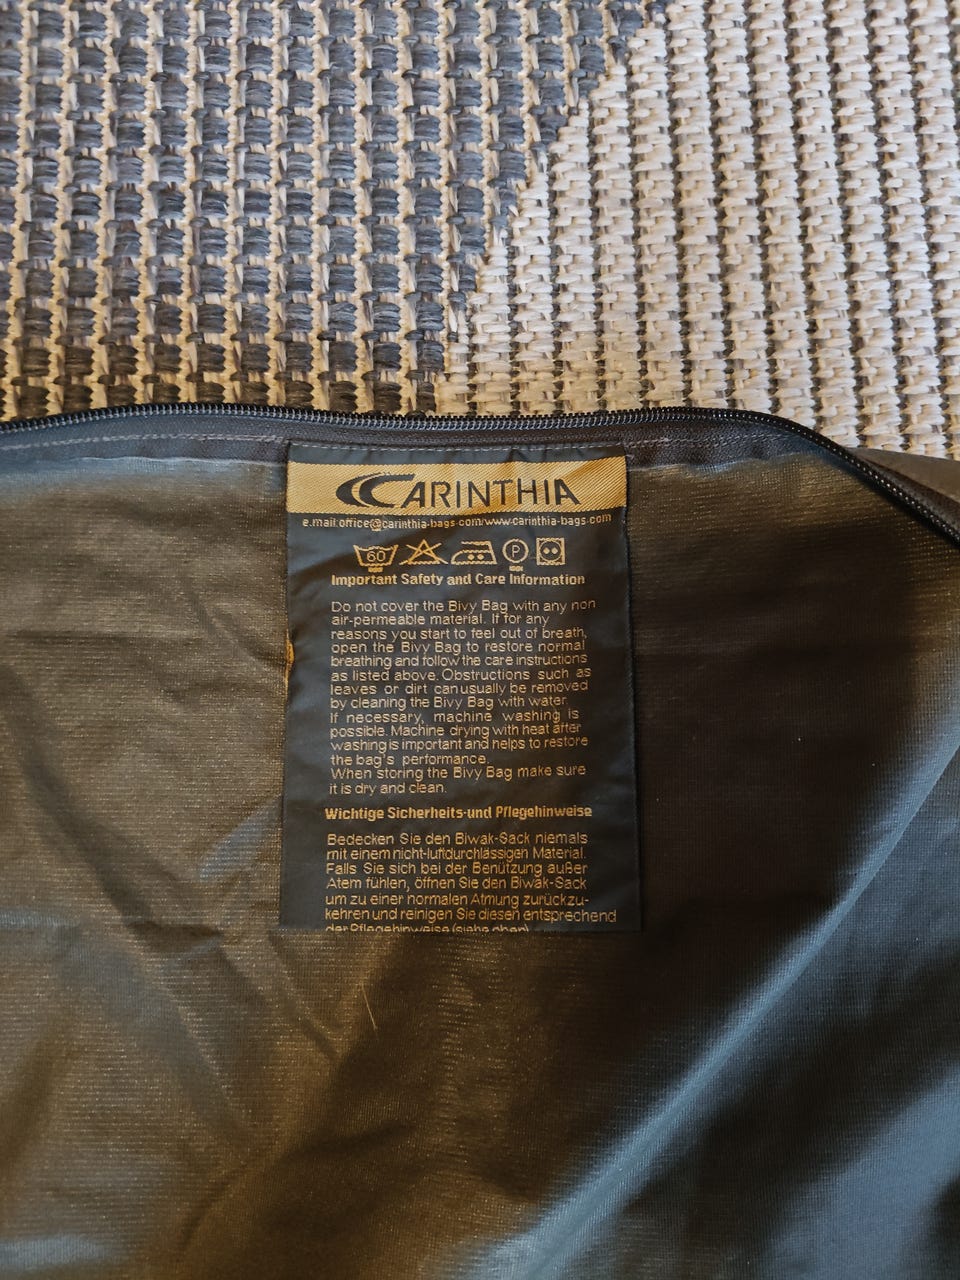 CARINTHIA
e.mail:office@carinthia-bags.com/www.carinthia-bags.com
60 P
Important Safety and Care Information
Do not cover the Bivy Bag with any non
air-permeable material. If for any
reasons you start to feel out of breath,
open the Bivy Bag to restore normal
breathing and follow the care instructions
as listed above. Obstructions such as
leaves or dirt can usually be removed
by cleaning the Bivy Bag with water.
If necessary, machine washing is
possible. Machine drying with heat after
washing is important and helps to restore
the bag's performance.
When storing the Bivy Bag make sure
it is dry and clean.
Wichtige Sicherheits-und Pflegehinweise
Bedecken Sie den Biwak-Sack niemals
mit einem nicht-luftdurchlässigen Material.
Falls Sie sich bei der Benützung außer
Atem fühlen, öffnen Sie den Biwak-Sack
um zu einer normalen Atmung zurückzu-
kehren und reinigen Sie diesen entsprechend
der Pflegehinweise (siehe oben)